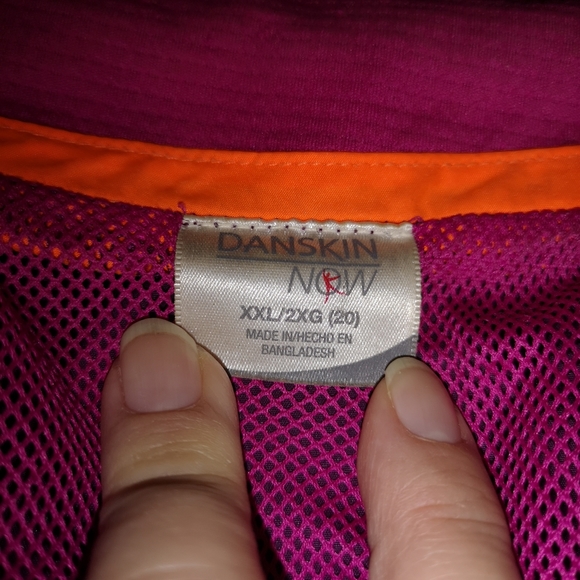 DANSKIN
NOW
XXL/2XG (20)
MADE IN/HECHO EN
BANGLADESH